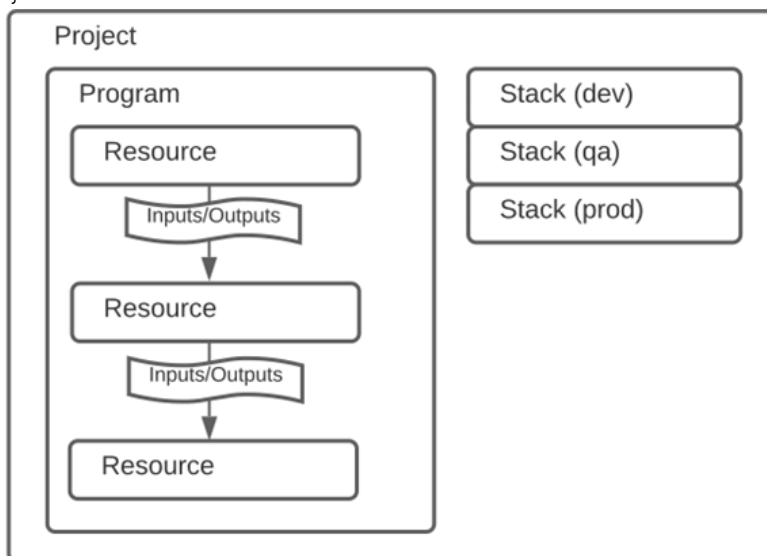 Project
Program
Resource
Inputs/Outputs
Resource
Inputs/Outputs
Resource
Stack (dev)
Stack (qa)
Stack (prod)